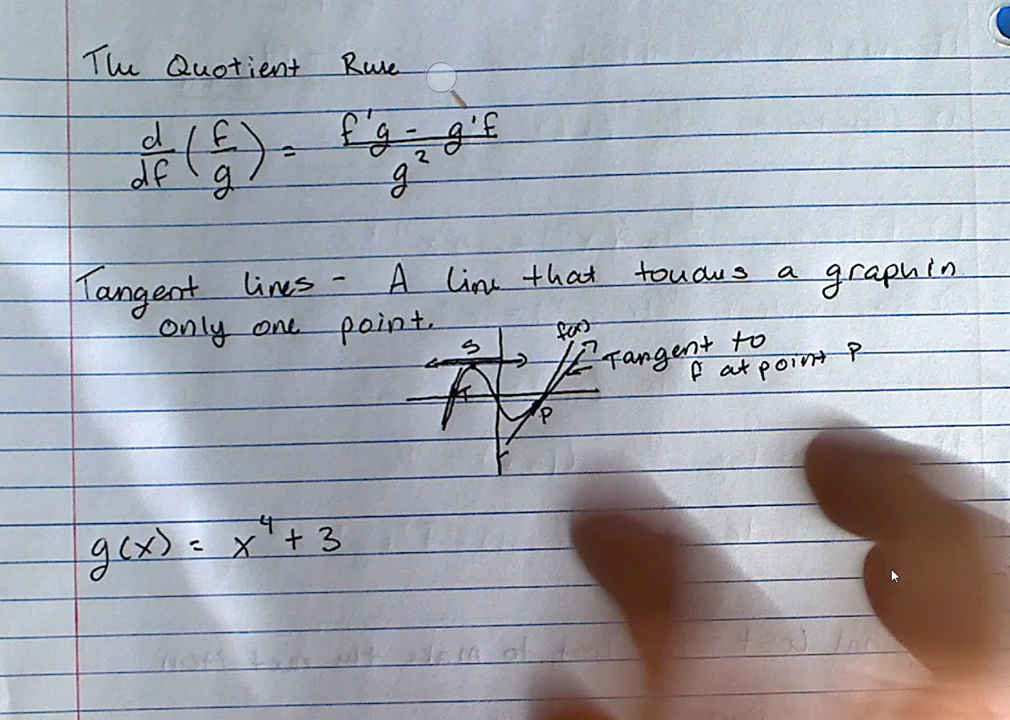 The Quotient Rule
d/df (f/g) = f'g - g'f / g²
Tangent lines - A line that touches a graph in
only one point.
S f(x)
Tangent to
f at point P
P
g(x) = x⁴ + 3